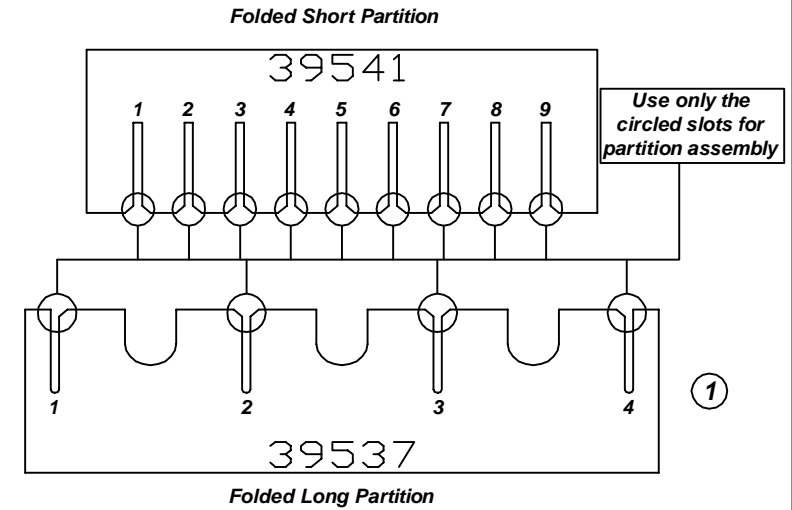 Folded Short Partition
39541
1 2 3 4 5 6 7 8 9
Use only the
circled slots for
partition assembly
1 2 3 4
1
39537
Folded Long Partition